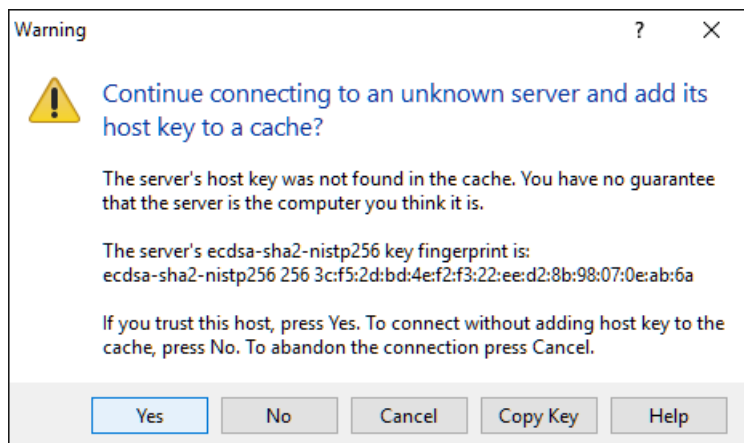 Warning
Continue connecting to an unknown server and add its
host key to a cache?
The server's host key was not found in the cache. You have no guarantee
that the server is the computer you think it is.
The server's ecdsa-sha2-nistp256 key fingerprint is:
ecdsa-sha2-nistp256 256 3c:f5:2d:bd:4e:f2:f3:22:ee:d2:8b:98:07:0e:ab:6a
If you trust this host, press Yes. To connect without adding host key to the
cache, press No. To abandon the connection press Cancel.
Yes No Cancel Copy Key Help